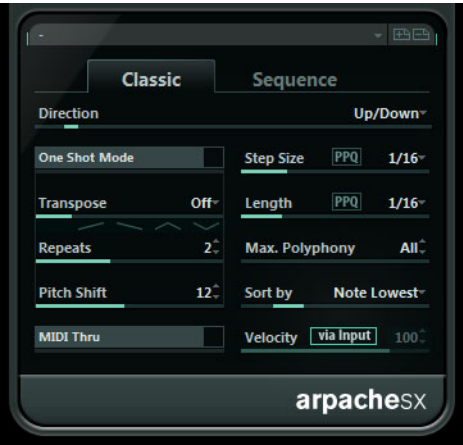 -
Classic Sequence
Direction Up/Down
One Shot Mode Step Size PPQ 1/16
Transpose Off Length PPQ 1/16
Repeats 2 Max. Polyphony All
Pitch Shift 12 Sort by Note Lowest
MIDI Thru Velocity via Input 100
arpacheSX